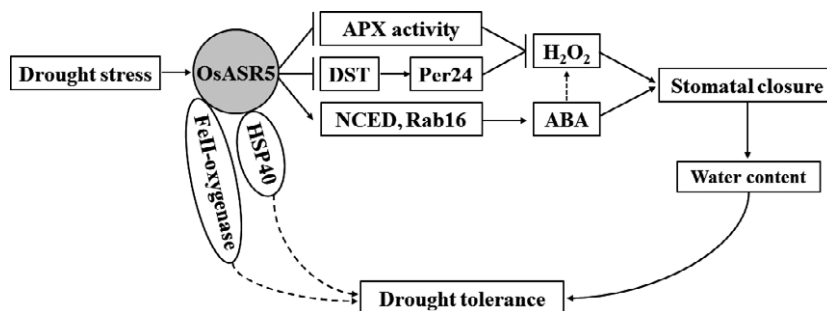 APX activity
H₂O₂
Drought stress
OsASR5
DST
Per24
Stomatal closure
NCED, Rab16
ABA
FeII-oxygenase
HSP40
Water content
Drought tolerance